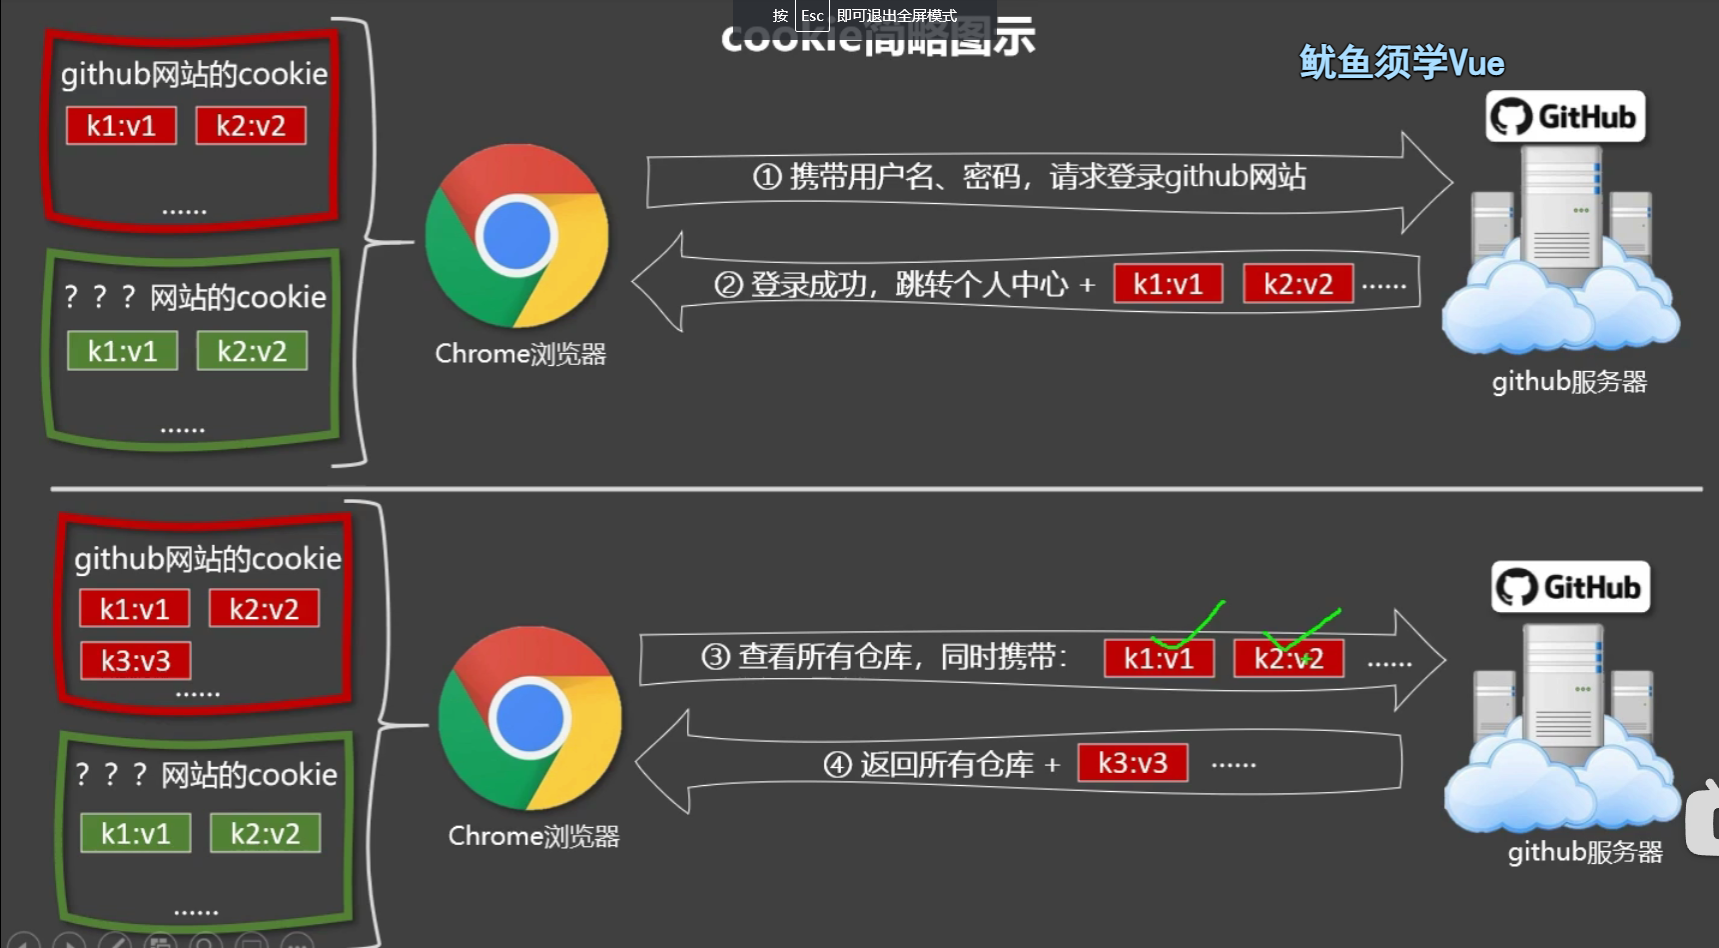 按 Esc 即可退出全屏模式
cookie简略图示
鱿鱼须学Vue
github网站的cookie
k1:v1 k2:v2
......
？？？网站的cookie
k1:v1 k2:v2
......
Chrome浏览器
① 携带用户名、密码，请求登录github网站
② 登录成功，跳转个人中心 + k1:v1 k2:v2 ......
GitHub
github服务器
github网站的cookie
k1:v1 k2:v2
k3:v3
......
？？？网站的cookie
k1:v1 k2:v2
......
Chrome浏览器
③ 查看所有仓库，同时携带： k1:v1 k2:v2 ......
④ 返回所有仓库 + k3:v3 ......
GitHub
github服务器